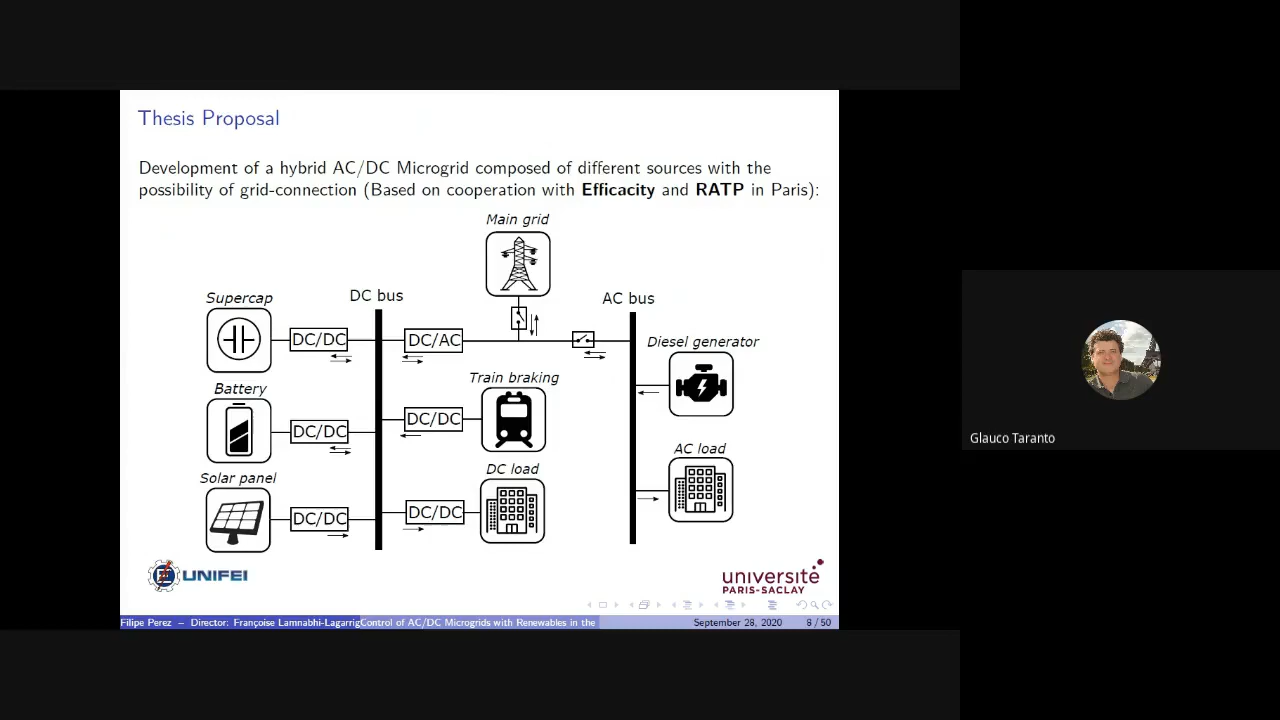 Thesis Proposal
Development of a hybrid AC/DC Microgrid composed of different sources with the
possibility of grid-connection (Based on cooperation with Efficacity and RATP in Paris):
Main grid
Supercap
DC bus
AC bus
DC/DC
DC/AC
Diesel generator
Battery
Train braking
DC/DC
DC/DC
Solar panel
DC load
AC load
DC/DC
DC/DC
UNIFEI
université
PARIS-SACLAY
Filipe Perez – Director: Françoise Lamnabhi-Lagarrig
Control of AC/DC Microgrids with Renewables in the
September 28, 2020
8 / 50
Glauco Taranto